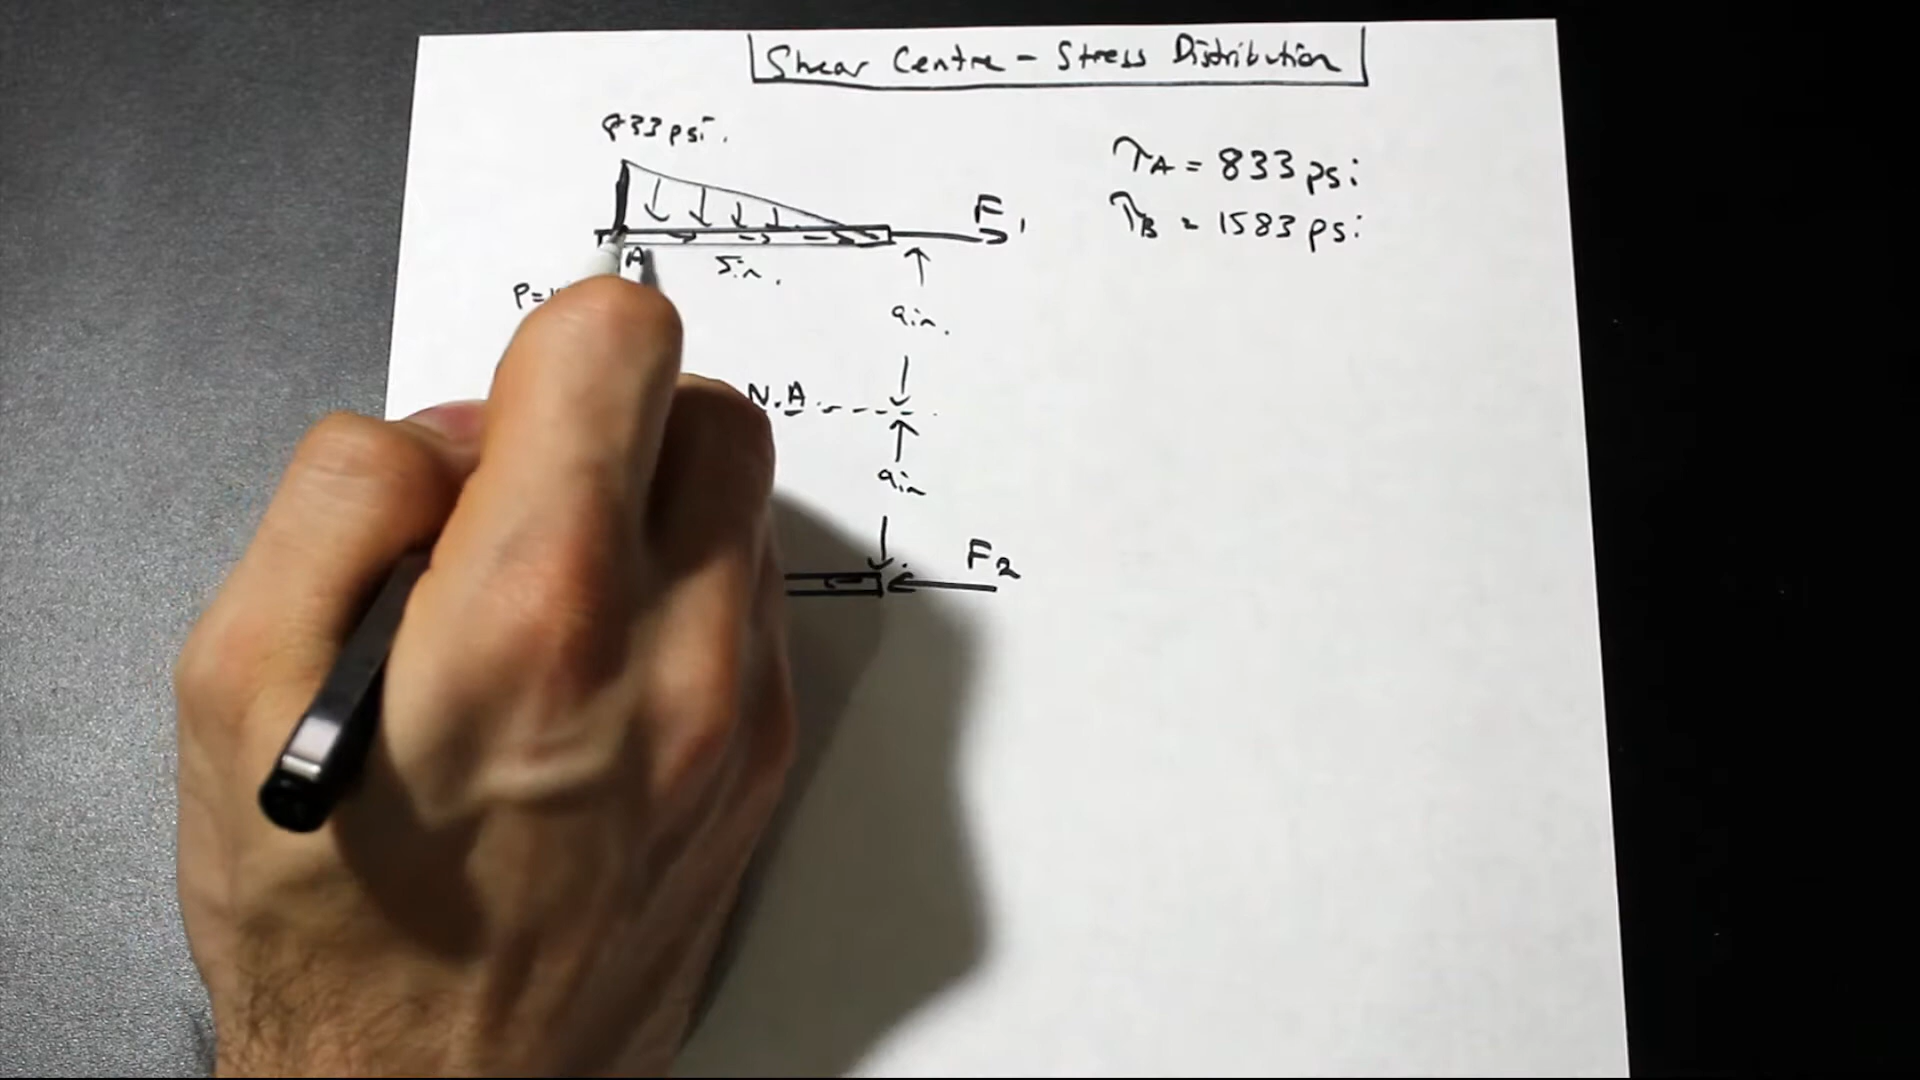 Shear Centre - Stress Distribution
833 psi.
τA = 833 psi
F1
τB = 1583 psi
A
5in.
P=
9in.
N.A.
9in
F2